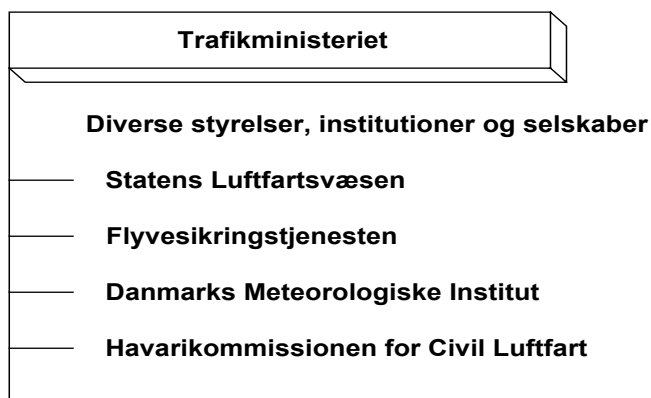 Trafikministeriet
Diverse styrelser, institutioner og selskaber
Statens Luftfartsvæsen
Flyvesikringstjenesten
Danmarks Meteorologiske Institut
Havarikommissionen for Civil Luftfart